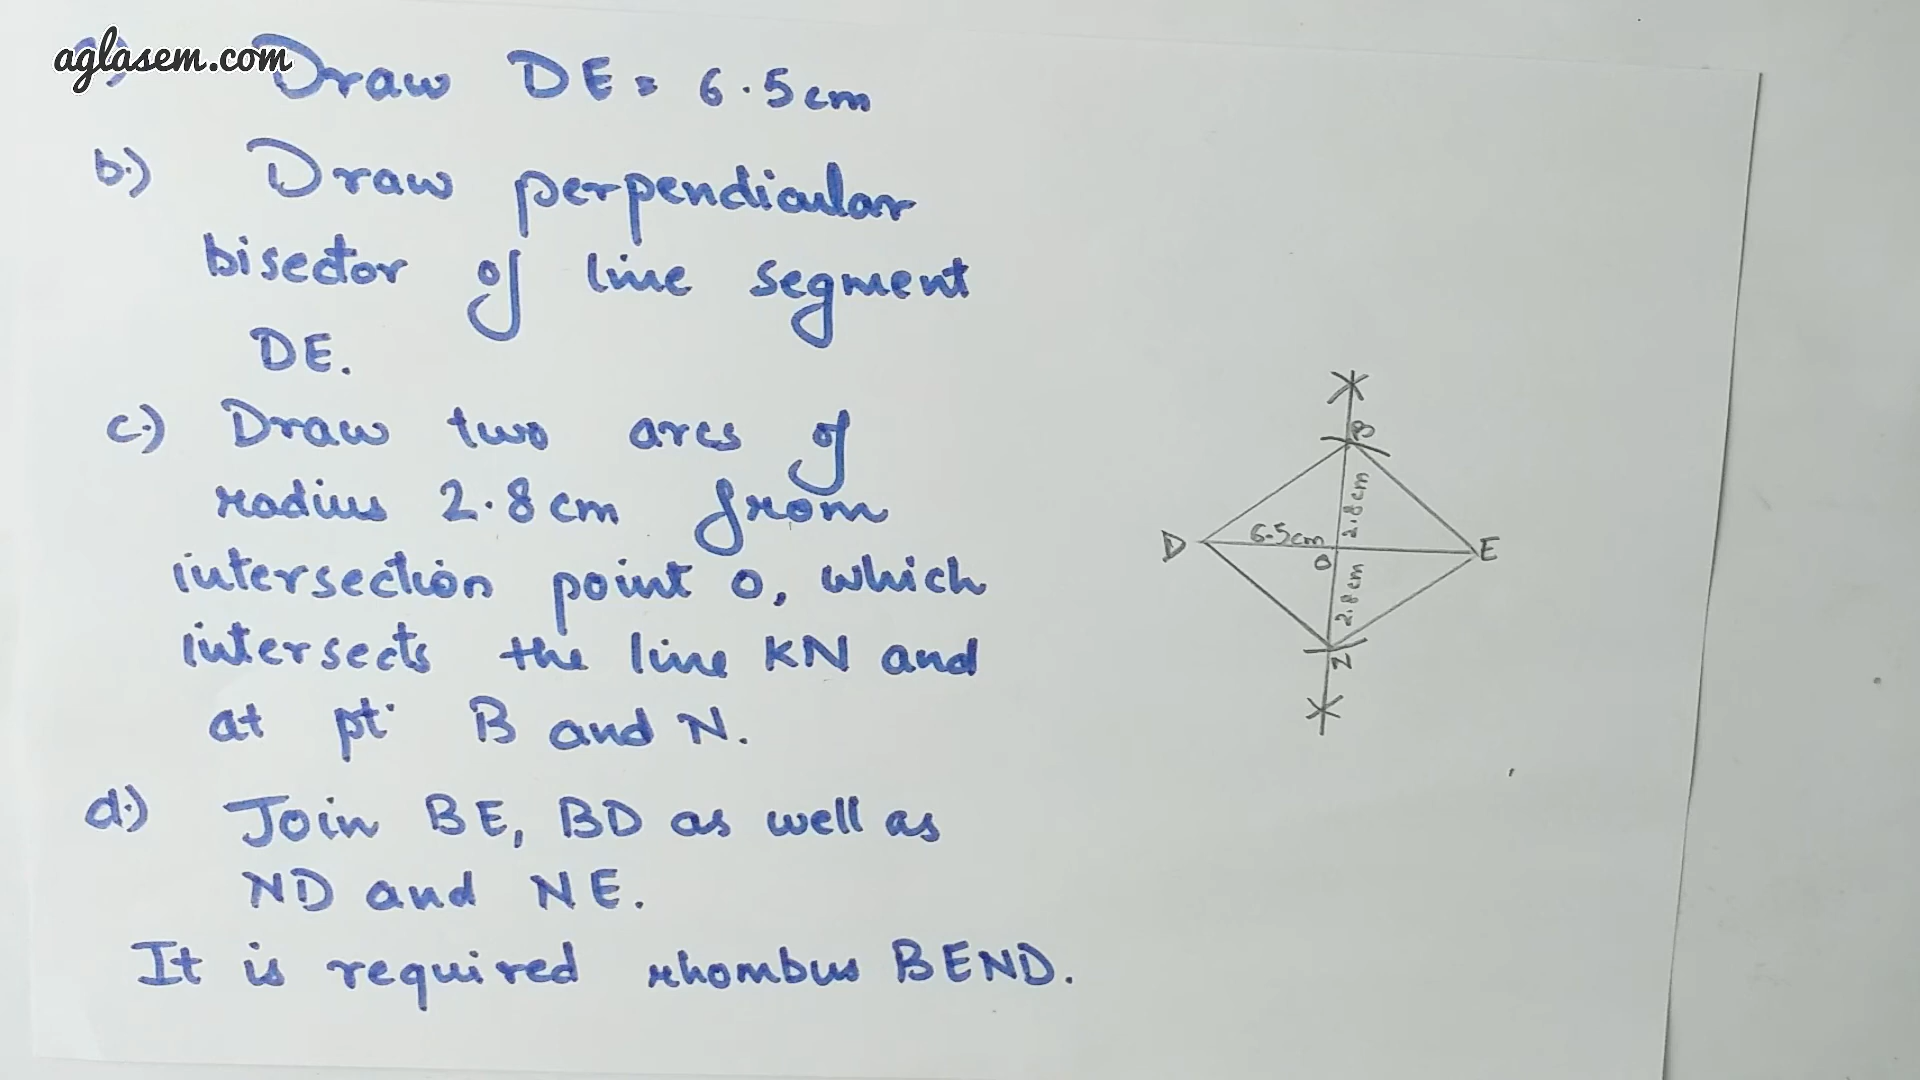 aglasem.com
Draw DE = 6.5cm
b.) Draw perpendicular
bisector of line segment
DE.
c.) Draw two arcs of
radius 2.8cm from
intersection point O, which
intersects the line KN and
at pt. B and N.
d.) Join BE, BD as well as
ND and NE.
It is required rhombus BEND.
B
2.8cm
D 6.5cm O E
2.8cm
N